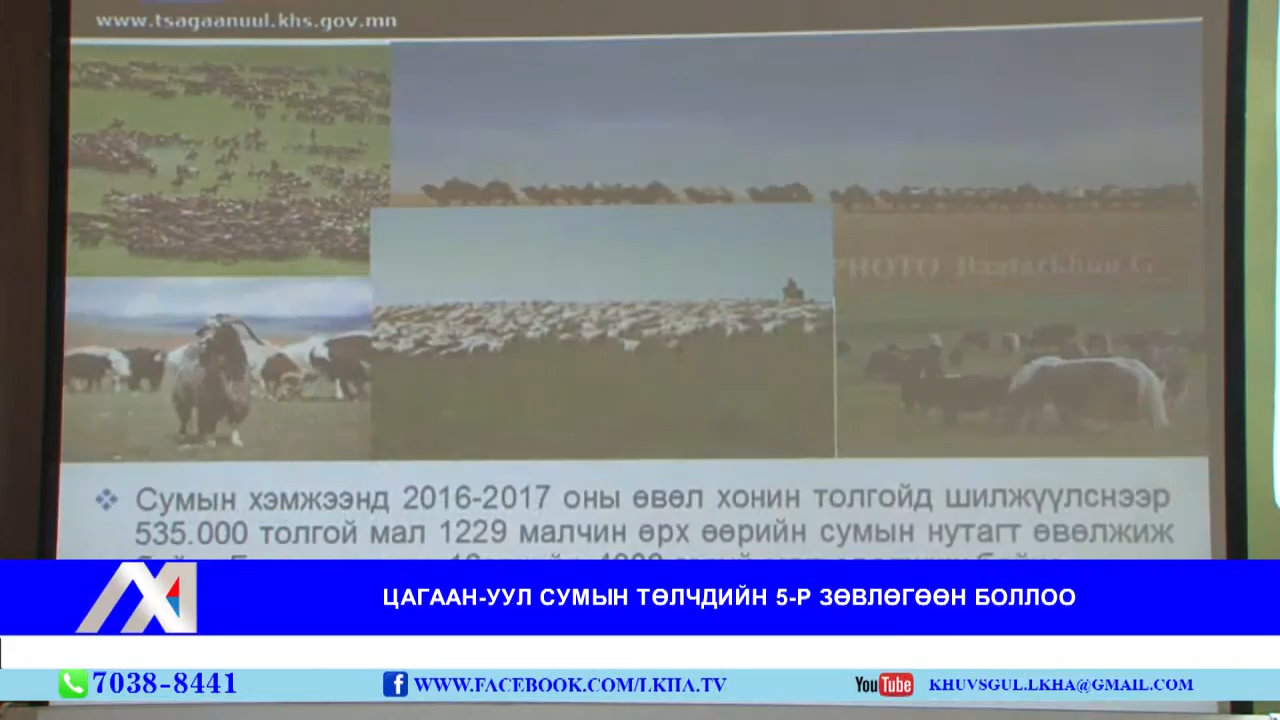 www.tsagaanuul.khs.gov.mn
PHOTO
Сумын хэмжээнд 2016-2017 оны өвөл хонин толгойд шилжүүлснээр
535.000 толгой мал 1229 малчин өрх өөрийн сумын нутагт өвөлжиж
ЦАГААН-УУЛ СУМЫН ТӨЛЧДИЙН 5-Р ЗӨВЛӨГӨӨН БОЛЛОО
7038-8441
f WWW.FACEBOOK.COM/LKHA.TV
YouTube KHUVSGUL.LKHA@GMAIL.COM